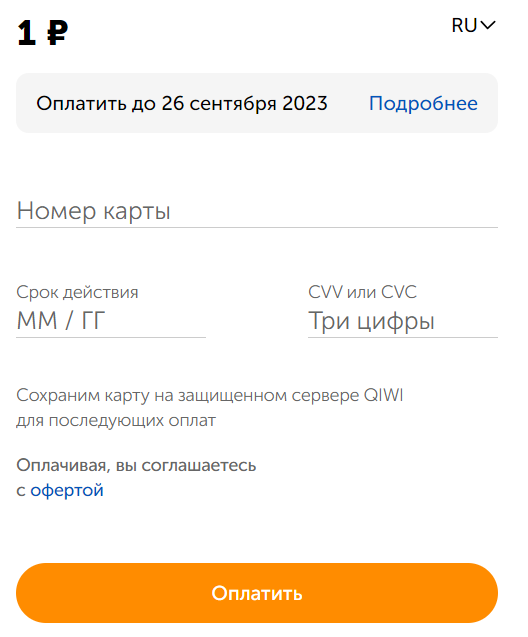 1 ₽
RU
Оплатить до 26 сентября 2023 Подробнее
Номер карты
Срок действия CVV или CVC
ММ / ГГ Три цифры
Сохраним карту на защищенном сервере QIWI
для последующих оплат
Оплачивая, вы соглашаетесь
с офертой
Оплатить